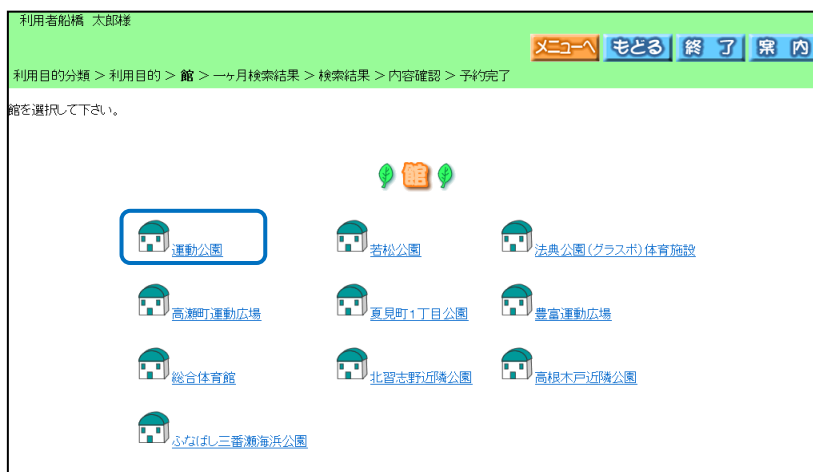 利用者船橋 太郎様
メニューへ もどる 終 了 案 内
利用目的分類 > 利用目的 > 館 > 一ヶ月検索結果 > 検索結果 > 内容確認 > 予約完了
館を選択して下さい。
館
運動公園 若松公園 法典公園(グラスポ)体育施設
高瀬町運動広場 夏見町1丁目公園 豊富運動広場
総合体育館 北習志野近隣公園 高根木戸近隣公園
ふなばし三番瀬海浜公園